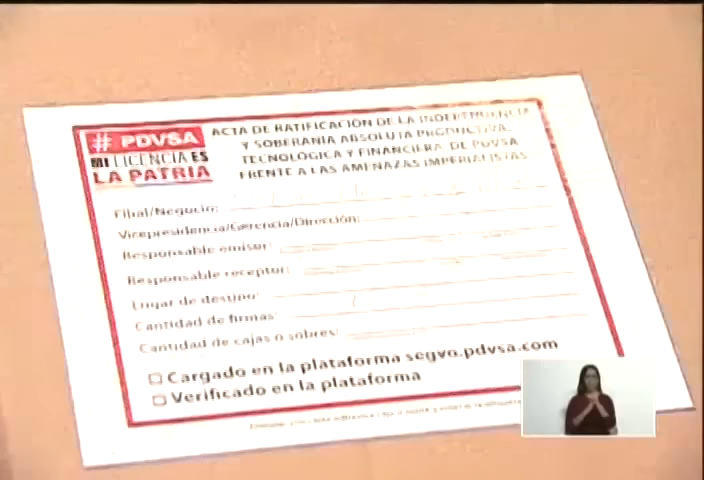 # PDVSA
MI LICENCIA ES
LA PATRIA
ACTA DE RATIFICACIÓN DE LA INDEPENDENCIA
Y SOBERANÍA ABSOLUTA PRODUCTIVA,
TECNOLÓGICA Y FINANCIERA DE PDVSA
FRENTE A LAS AMENAZAS IMPERIALISTAS
Filial/Negocio:
Vicepresidencia/Gerencia/Dirección:
Responsable emisor:
Responsable receptor:
Lugar de destino:
Cantidad de firmas:
Cantidad de cajas o sobres:
Cargado en la plataforma segvo.pdvsa.com
Verificado en la plataforma